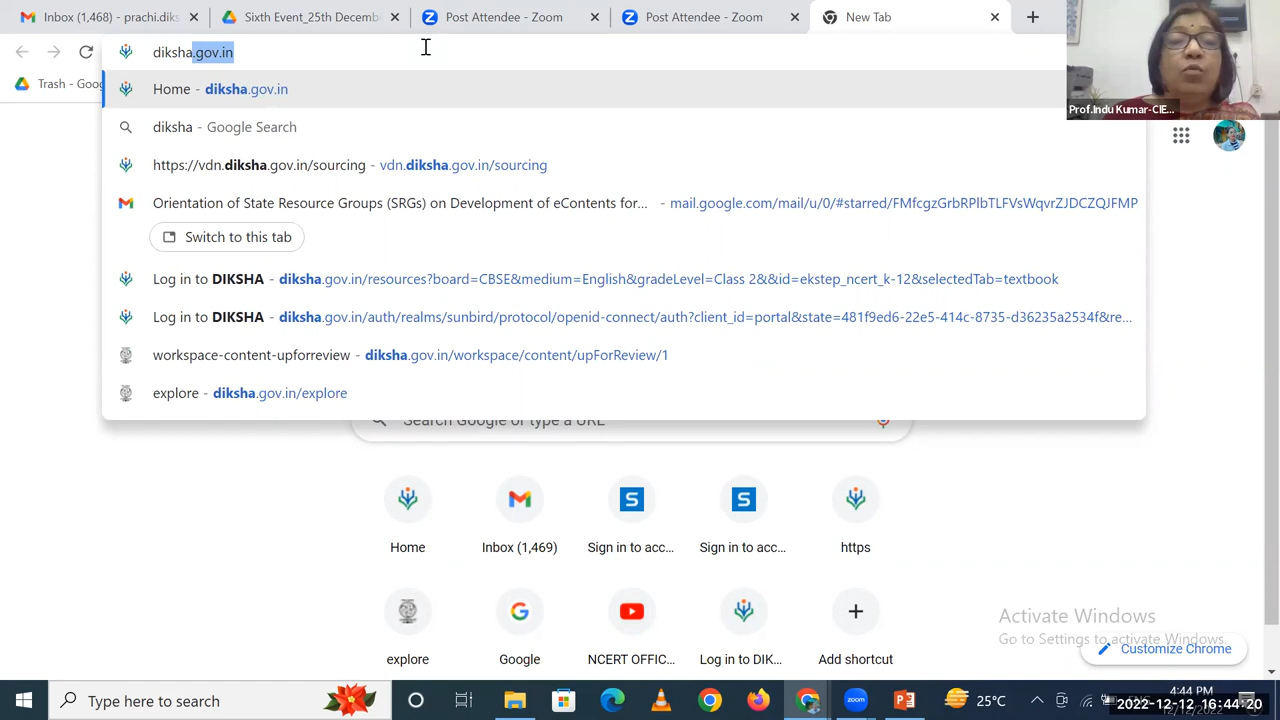 Inbox (1,468) - prachi.diks
Sixth Event_25th Decemb
Post Attendee - Zoom
Post Attendee - Zoom
New Tab
diksha.gov.in
Trash - Goog
Home - diksha.gov.in
Prof.Indu Kumar-CIE...
diksha - Google Search
https://vdn.diksha.gov.in/sourcing - vdn.diksha.gov.in/sourcing
Orientation of State Resource Groups (SRGs) on Development of eContents for... - mail.google.com/mail/u/0/#starred/FMfcgzGrbRPlbTLFVsWqvrZJDCZQJFMP
Switch to this tab
Log in to DIKSHA - diksha.gov.in/resources?board=CBSE&medium=English&gradeLevel=Class 2&&id=ekstep_ncert_k-12&selectedTab=textbook
Log in to DIKSHA - diksha.gov.in/auth/realms/sunbird/protocol/openid-connect/auth?client_id=portal&state=481f9ed6-22e5-414c-8735-d36235a2534f&re...
workspace-content-upforreview - diksha.gov.in/workspace/content/upForReview/1
explore - diksha.gov.in/explore
Search Google or type a URL
Home
Inbox (1,469)
Sign in to acc...
Sign in to acc...
https
explore
Google
NCERT OFFIC...
Log in to DIK...
Add shortcut
Activate Windows
Go to Settings to activate Windows.
Customize Chrome
Type here to search
25°C
ENG
4:44 PM
12/12/2022
2022-12-12 16:44:20